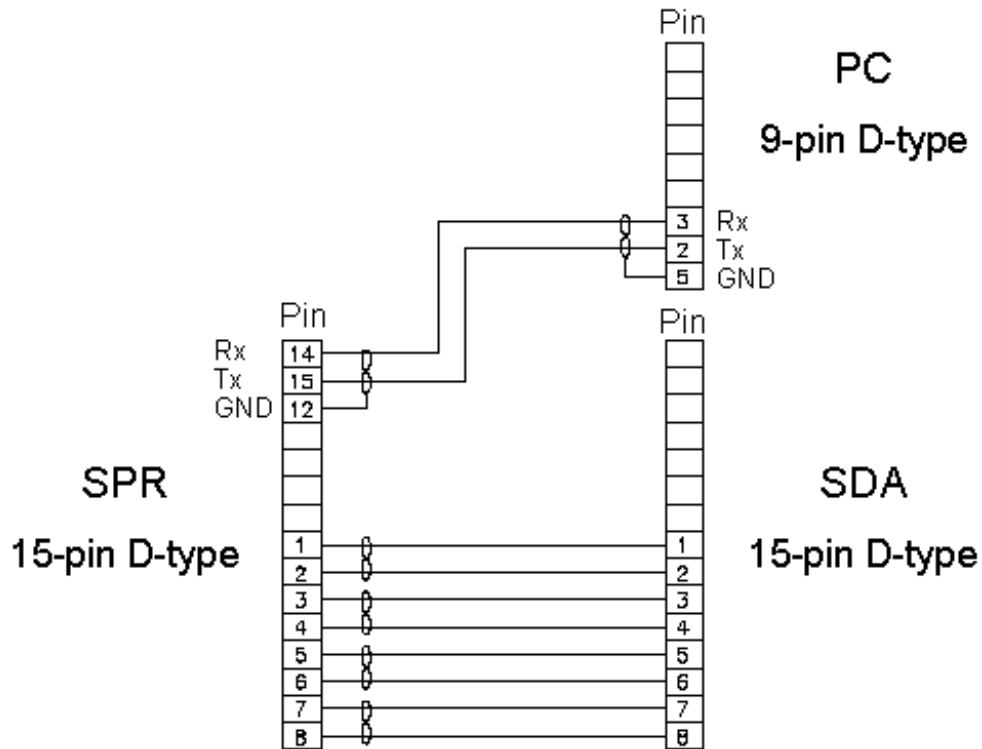 Pin
PC
9-pin D-type
3 Rx
2 Tx
5 GND
Pin
Rx 14
Tx 15
GND 12
SPR
15-pin D-type
1
2
3
4
5
6
7
8
Pin
SDA
15-pin D-type
1
2
3
4
5
6
7
8